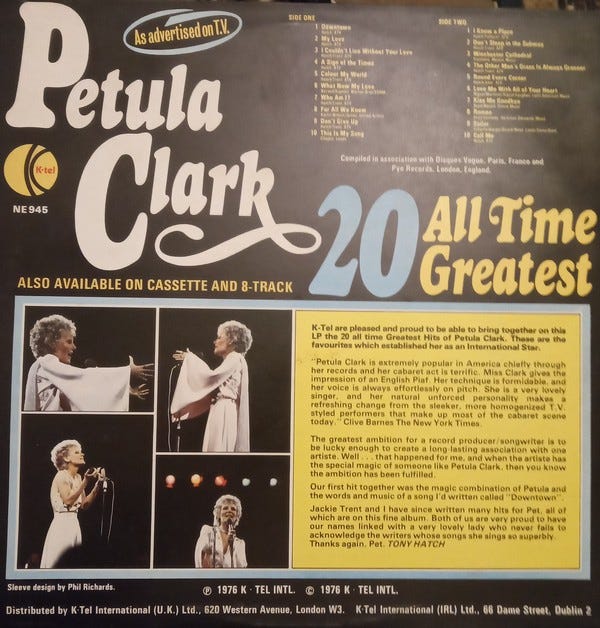 As advertised on T.V.
Petula
Clark
K-tel
NE 945
20 All Time
Greatest
ALSO AVAILABLE ON CASSETTE AND 8-TRACK
SIDE ONE
1 Downtown
2 My Love
3 I Couldn't Live Without Your Love
4 A Sign of the Times
5 Colour My World
6 What Now My Love
7 Who Am I?
8 For All We Know
9 Don't Give Up
10 This Is My Song
SIDE TWO
1 I Know a Place
2 Don't Sleep in the Subway
3 Winchester Cathedral
4 The Other Man's Grass Is Always Greener
5 Round Every Corner
6 Love Me With All of Your Heart
7 Kiss Me Goodbye
8 Romeo
9 Sailor
10 Call Me
Compiled in association with Disques Vogue, Paris, France and
Pye Records, London, England.
K-Tel are pleased and proud to be able to bring together on this
LP the 20 all time Greatest Hits of Petula Clark. These are the
favourites which established her as an International Star.
"Petula Clark is extremely popular in America chiefly through
her records and her cabaret act is terrific. Miss Clark gives the
impression of an English Piaf. Her technique is formidable, and
her voice is always effortlessly on pitch. She is a very lovely
singer, and her natural unforced personality makes a
refreshing change from the sleeker, more homogenized T.V.
styled performers that make up most of the cabaret scene
today." Clive Barnes The New York Times.
The greatest ambition for a record producer/songwriter is to
be lucky enough to create a long-lasting association with one
artiste. Well . . . that happened for me, and when the artiste has
the special magic of someone like Petula Clark, then you know
the ambition has been fulfilled.
Our first hit together was the magic combination of Petula and
the words and music of a song I'd written called "Downtown".
Jackie Trent and I have since written many hits for Pet, all of
which are on this fine album. Both of us are very proud to have
our names linked with a very lovely lady who never fails to
acknowledge the writers whose songs she sings so superbly.
Thanks again, Pet. TONY HATCH
Sleeve design by Phil Richards.
℗ 1976 K · TEL INTL. © 1976 K · TEL INTL.
Distributed by K-Tel International (U.K.) Ltd., 620 Western Avenue, London W3. K-Tel International (IRL) Ltd., 66 Dame Street, Dublin 2